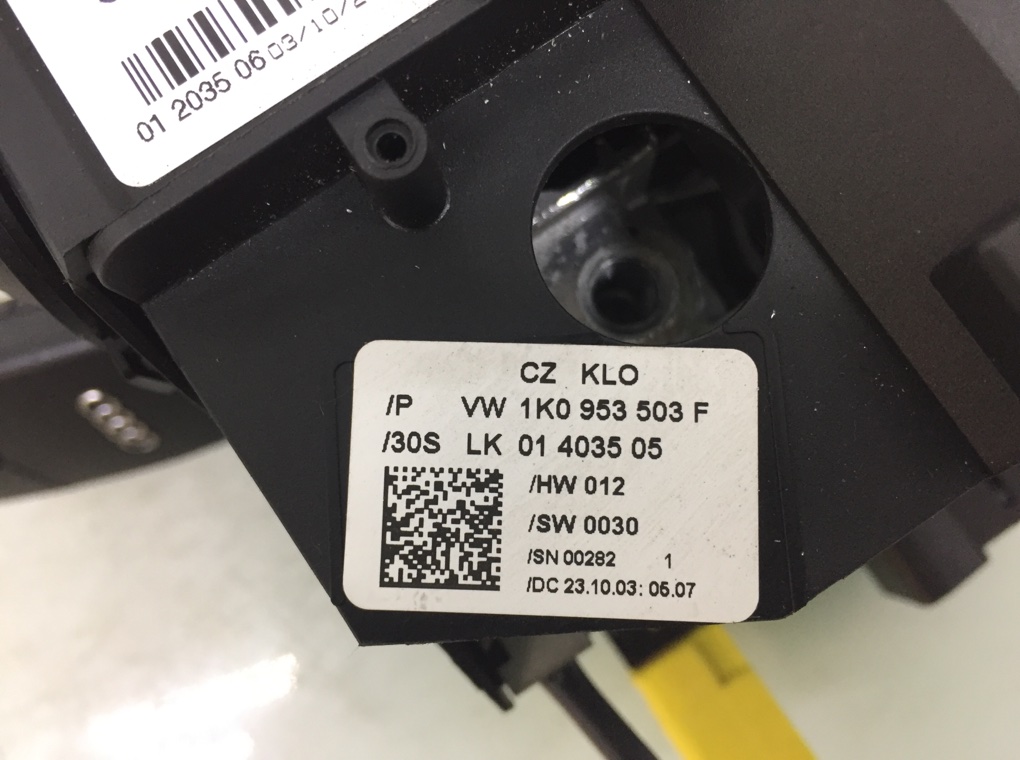 01 2035 06 03/10/2
CZ KLO
/P VW 1K0 953 503 F
/30S LK 01 4035 05
/HW 012
/SW 0030
/SN 00282 1
/DC 23.10.03: 06.07